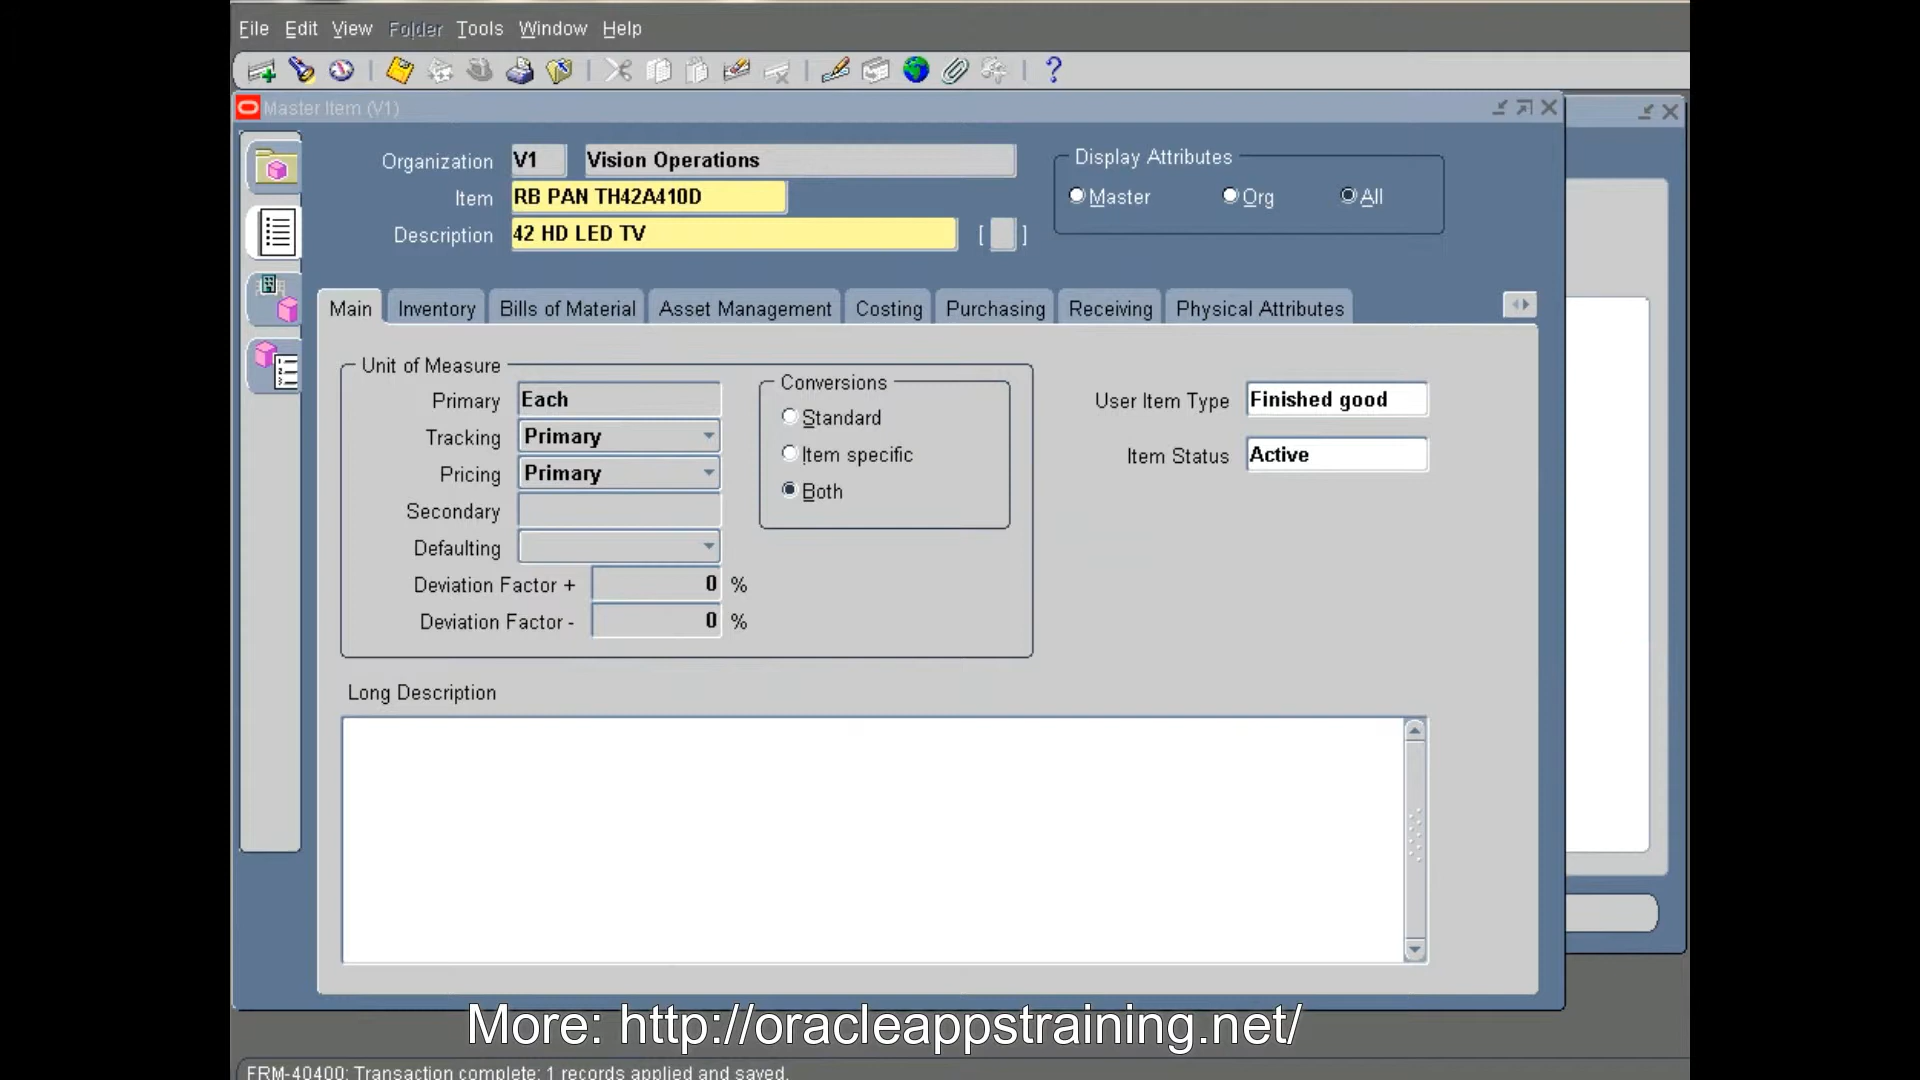 File Edit View Folder Tools Window Help
Master Item (V1)
Organization V1 Vision Operations
Display Attributes
Item RB PAN TH42A410D
Master Org All
Description 42 HD LED TV [ ]
Main Inventory Bills of Material Asset Management Costing Purchasing Receiving Physical Attributes
Unit of Measure
Conversions
Primary Each
Standard
User Item Type Finished good
Tracking Primary
Item specific
Item Status Active
Pricing Primary
Both
Secondary
Defaulting
Deviation Factor + 0 %
Deviation Factor - 0 %
Long Description
More: http://oracleappstraining.net/
FRM-40400: Transaction complete: 1 records applied and saved.